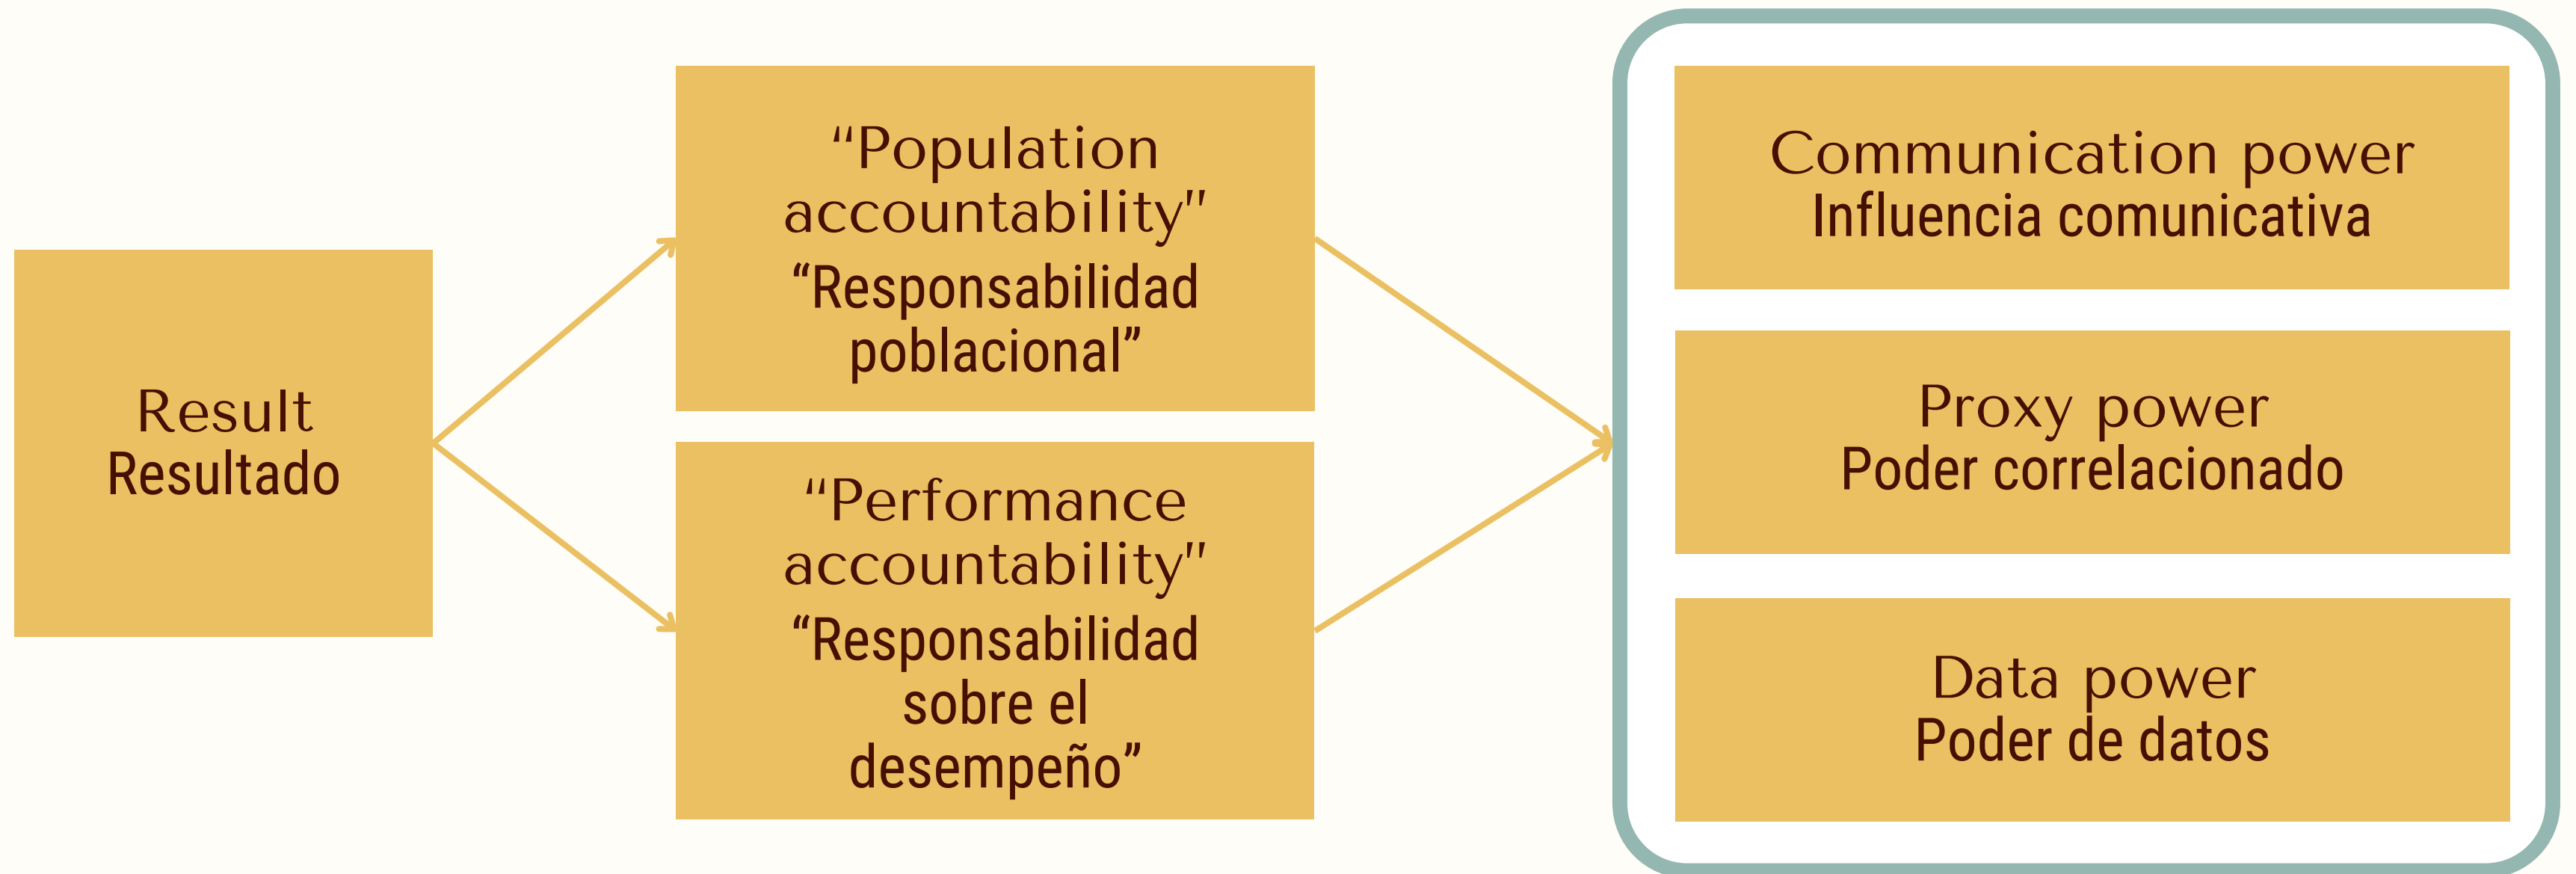 Result
Resultado
“Population
accountability”
“Responsabilidad
poblacional”
“Performance
accountability”
“Responsabilidad
sobre el
desempeño”
Communication power
Influencia comunicativa
Proxy power
Poder correlacionado
Data power
Poder de datos